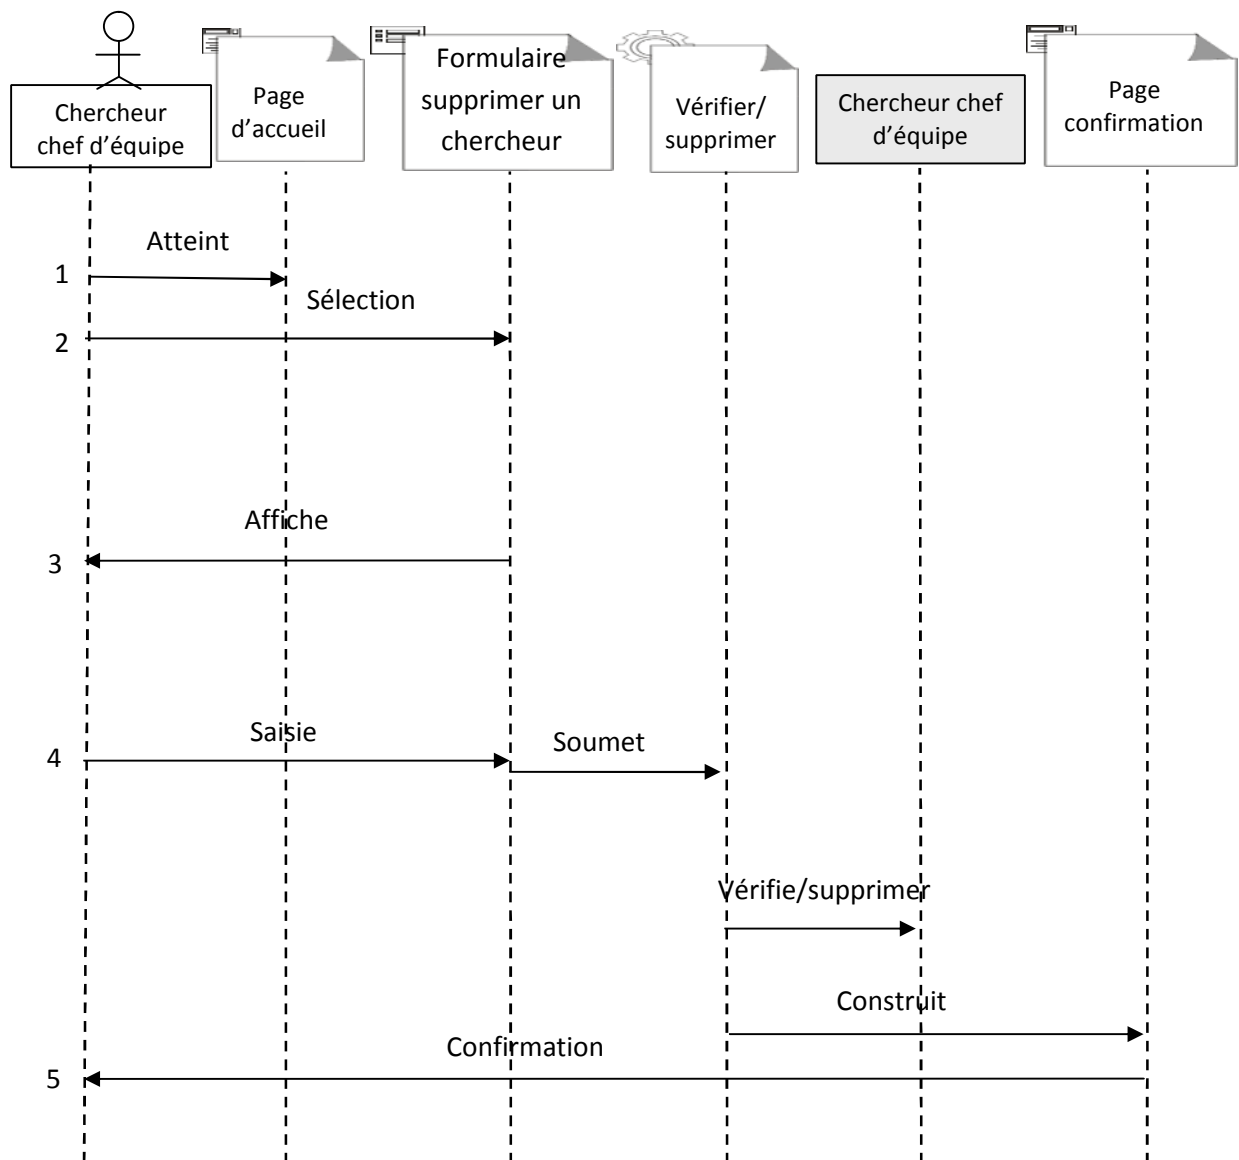 Chercheur
chef d'équipe
Page
d'accueil
Formulaire
supprimer un
chercheur
Vérifier/
supprimer
Chercheur chef
d'équipe
Page
confirmation
Atteint
1
Sélection
2
Affiche
3
Saisie
Soumet
4
Vérifie/supprimer
Construit
Confirmation
5